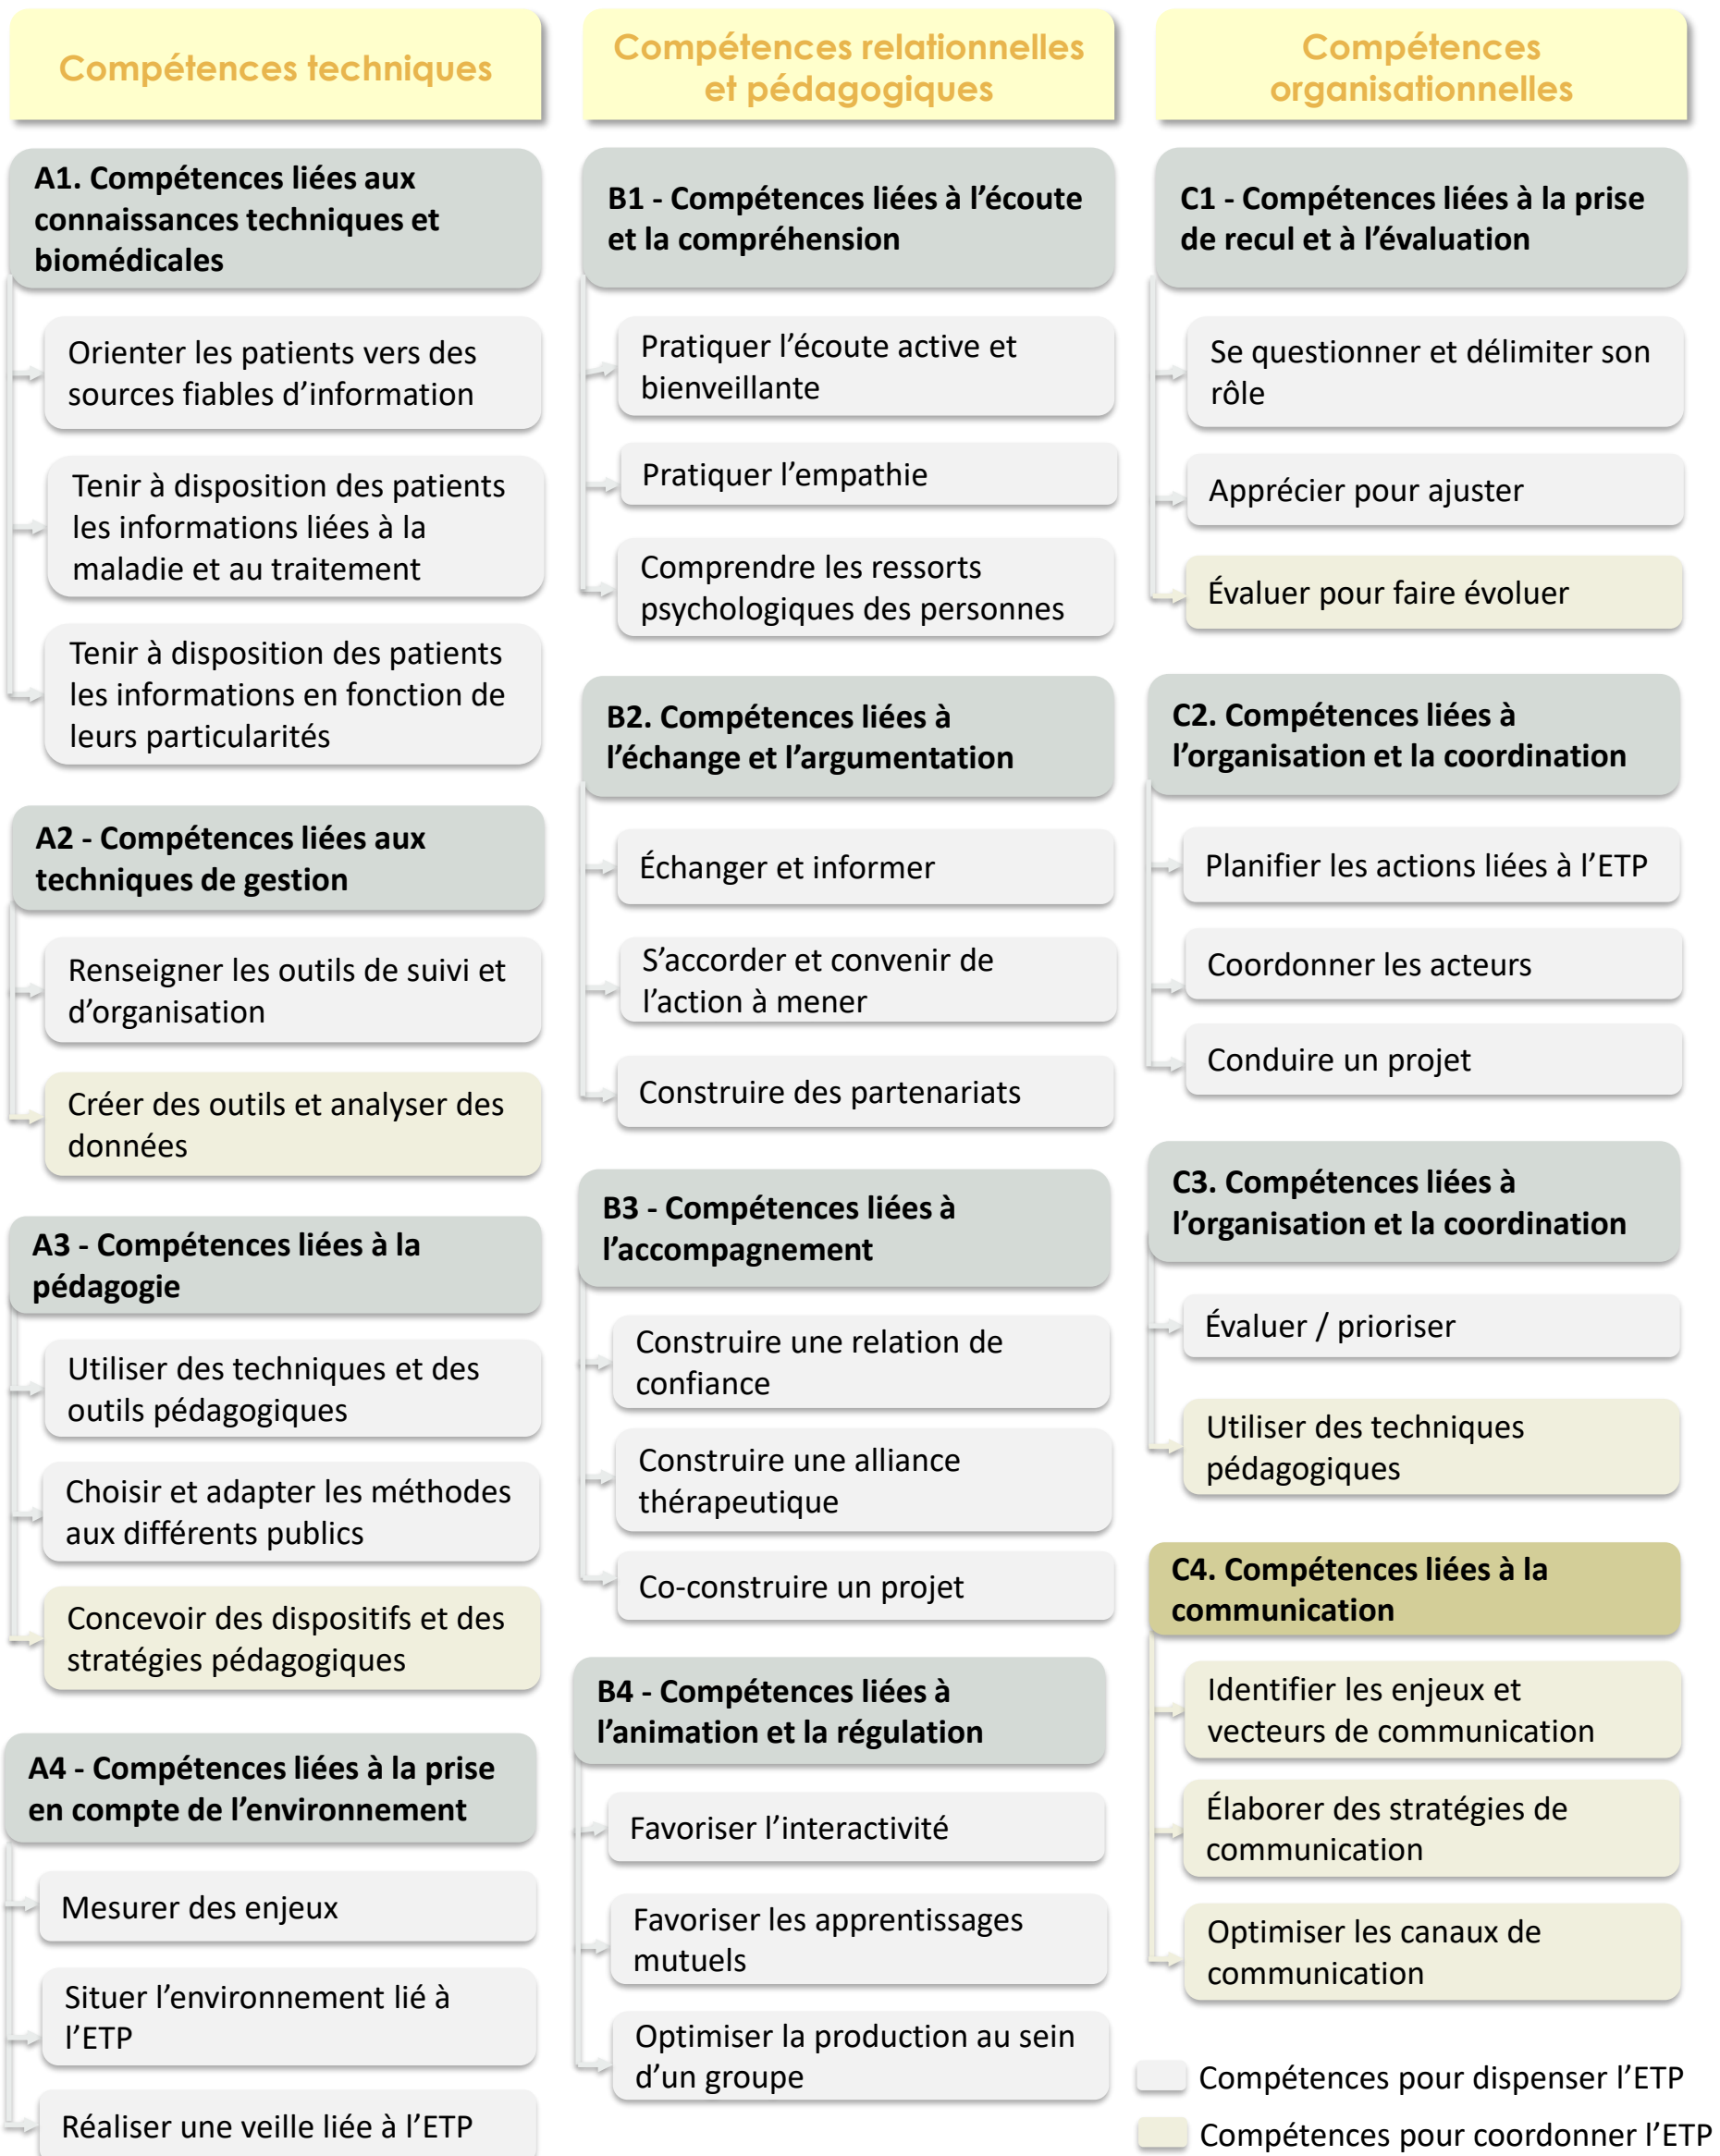 Compétences techniques
A1. Compétences liées aux
connaissances techniques et
biomédicales
Orienter les patients vers des
sources fiables d’information
Tenir à disposition des patients
les informations liées à la
maladie et au traitement
Tenir à disposition des patients
les informations en fonction de
leurs particularités
A2 - Compétences liées aux
techniques de gestion
Renseigner les outils de suivi et
d’organisation
Créer des outils et analyser des
données
A3 - Compétences liées à la
pédagogie
Utiliser des techniques et des
outils pédagogiques
Choisir et adapter les méthodes
aux différents publics
Concevoir des dispositifs et des
stratégies pédagogiques
A4 - Compétences liées à la prise
en compte de l’environnement
Mesurer des enjeux
Situer l’environnement lié à
l’ETP
Réaliser une veille liée à l’ETP
Compétences relationnelles
et pédagogiques
B1 - Compétences liées à l’écoute
et la compréhension
Pratiquer l’écoute active et
bienveillante
Pratiquer l’empathie
Comprendre les ressorts
psychologiques des personnes
B2. Compétences liées à
l’échange et l’argumentation
Échanger et informer
S’accorder et convenir de
l’action à mener
Construire des partenariats
B3 - Compétences liées à
l’accompagnement
Construire une relation de
confiance
Construire une alliance
thérapeutique
Co-construire un projet
B4 - Compétences liées à
l’animation et la régulation
Favoriser l’interactivité
Favoriser les apprentissages
mutuels
Optimiser la production au sein
d’un groupe
Compétences
organisationnelles
C1 - Compétences liées à la prise
de recul et à l’évaluation
Se questionner et délimiter son
rôle
Apprécier pour ajuster
Évaluer pour faire évoluer
C2. Compétences liées à
l’organisation et la coordination
Planifier les actions liées à l’ETP
Coordonner les acteurs
Conduire un projet
C3. Compétences liées à
l’organisation et la coordination
Évaluer / prioriser
Utiliser des techniques
pédagogiques
C4. Compétences liées à la
communication
Identifier les enjeux et
vecteurs de communication
Élaborer des stratégies de
communication
Optimiser les canaux de
communication
Compétences pour dispenser l’ETP
Compétences pour coordonner l’ETP